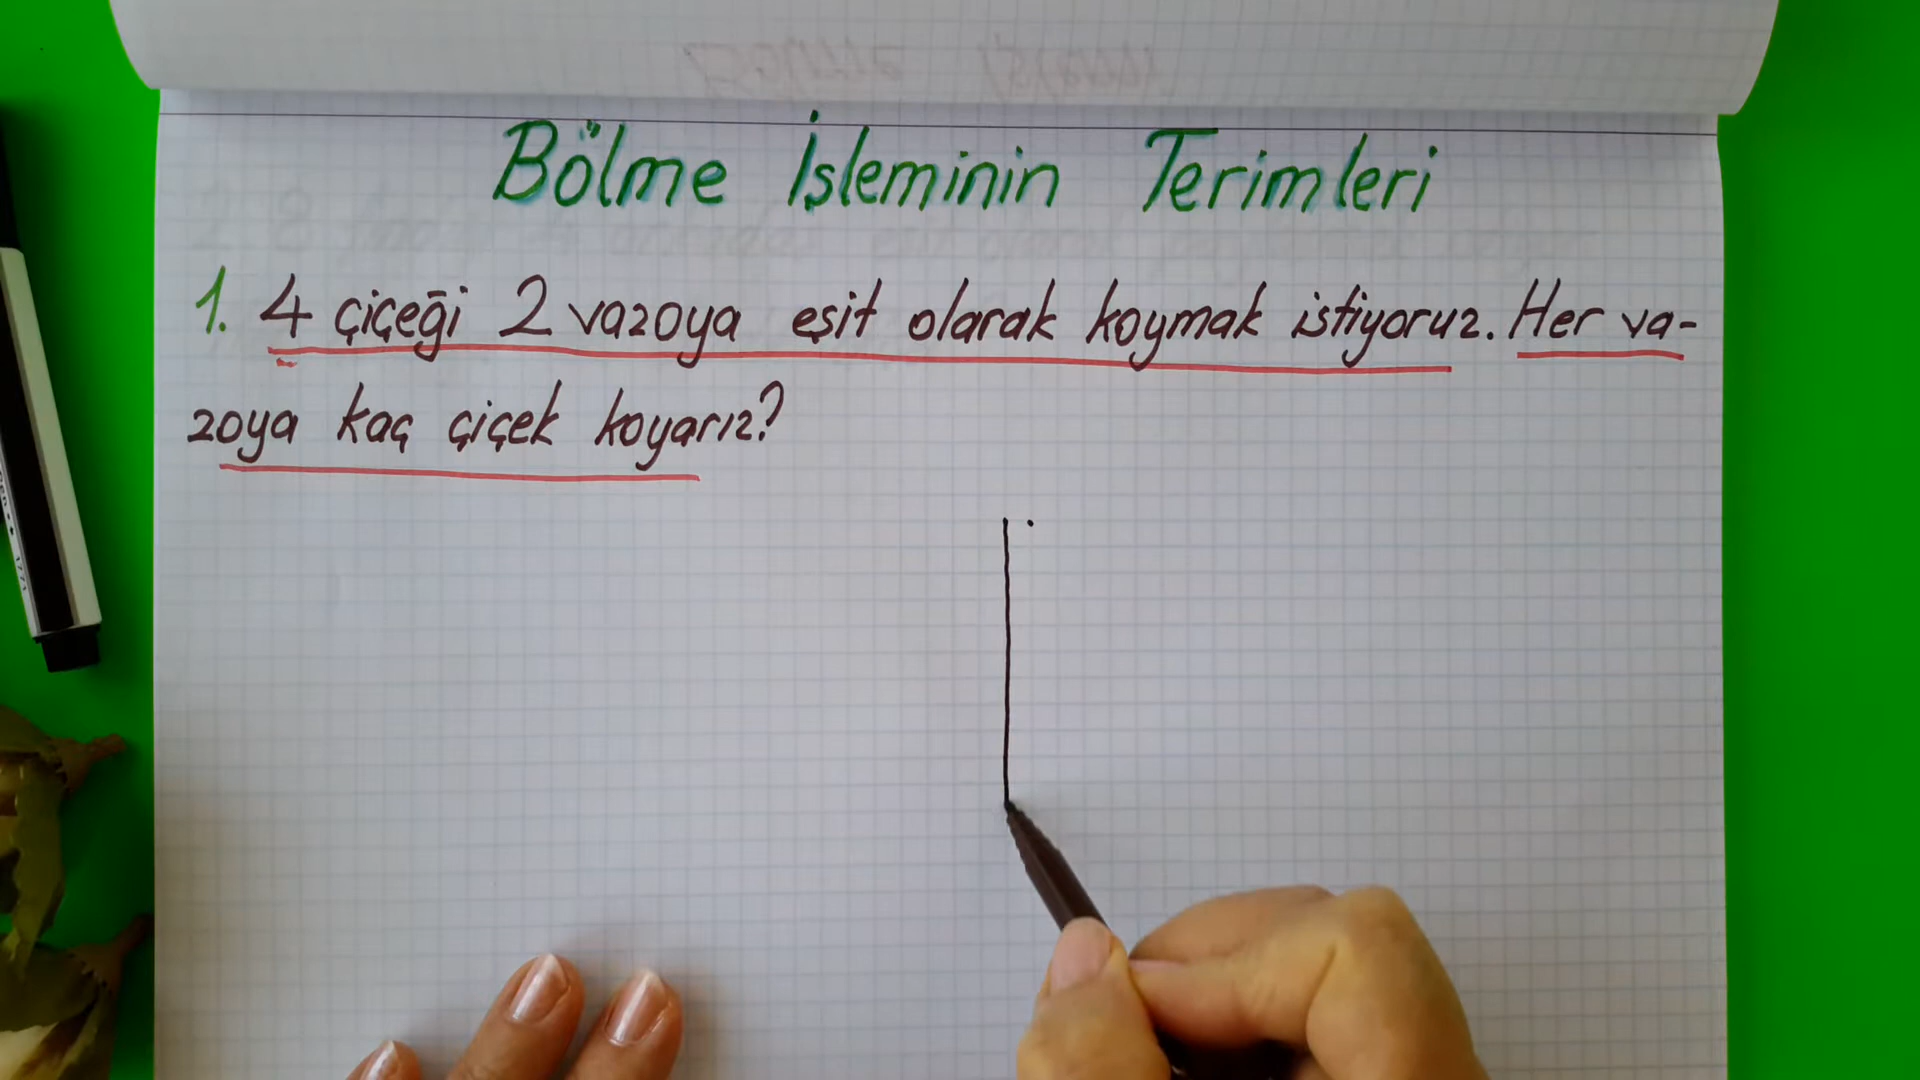 Bölme İşleminin Terimleri
1. 4 çiçeği 2 vazoya eşit olarak koymak istiyoruz. Her va-
zoya kaç çiçek koyarız?